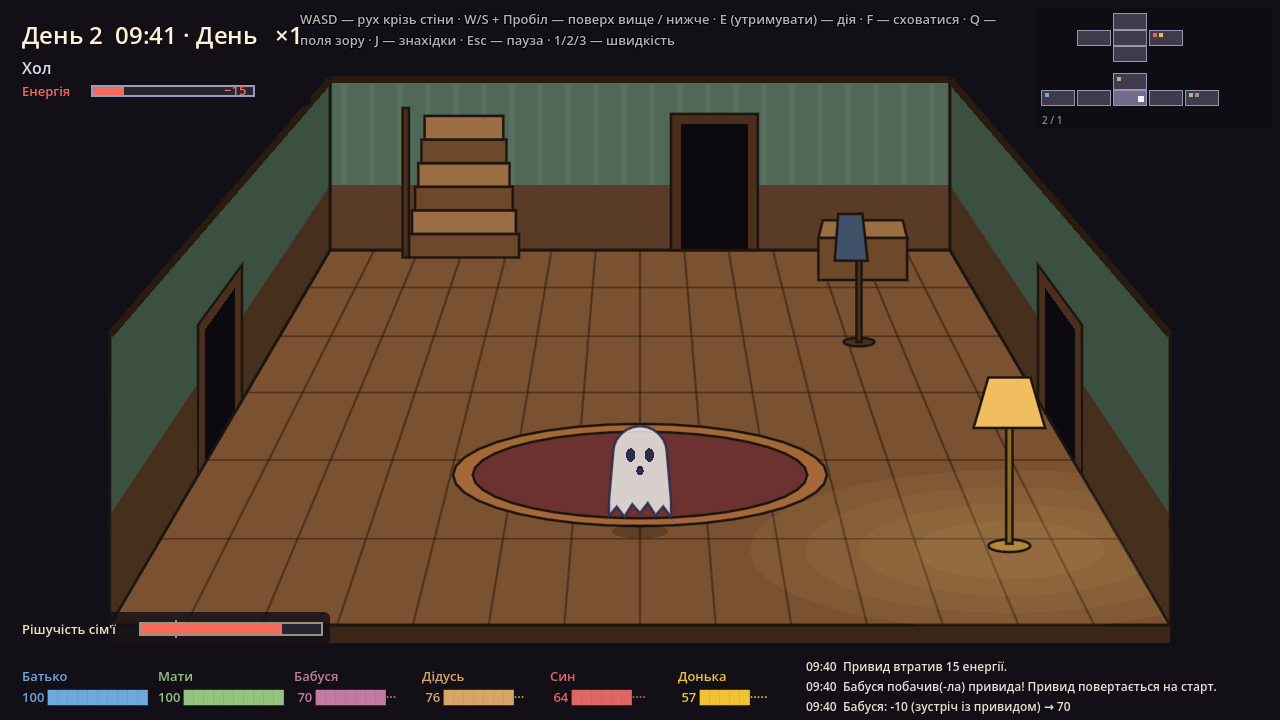 День 2 09:41 · День ×1
WASD — рух крізь стіни · W/S + Пробіл — поверх вище / нижче · E (утримувати) — дія · F — сховатися · Q —
поля зору · J — знахідки · Esc — пауза · 1/2/3 — швидкість
Хол
Енергія −15
2 / 1
Рішучість сім'ї
Батько Мати Бабуся Дідусь Син Донька
100 100 70 76 64 57
09:40 Привид втратив 15 енергії.
09:40 Бабуся побачив(-ла) привида! Привид повертається на старт.
09:40 Бабуся: -10 (зустріч із привидом) → 70